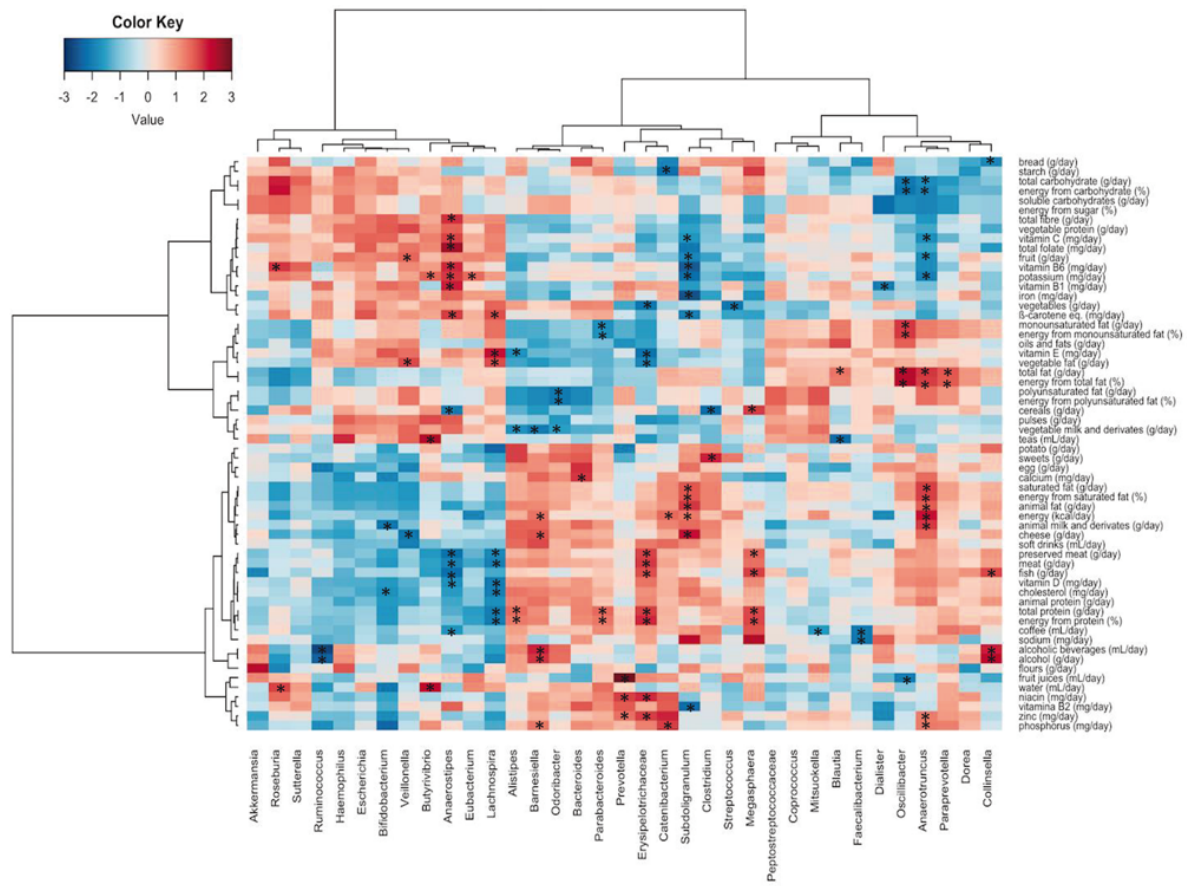 Color Key
-3 -2 -1 0 1 2 3
Value
bread (g/day)
starch (g/day)
total carbohydrate (g/day)
energy from carbohydrate (%)
soluble carbohydrates (g/day)
energy from sugar (%)
total fibre (g/day)
vegetable protein (g/day)
vitamin C (mg/day)
total folate (mg/day)
fruit (g/day)
vitamin B6 (mg/day)
potassium (mg/day)
vitamin B1 (mg/day)
iron (mg/day)
vegetables (g/day)
ß-carotene eq. (mg/day)
monounsaturated fat (g/day)
energy from monounsaturated fat (%)
oils and fats (g/day)
vitamin E (mg/day)
vegetable fat (g/day)
total fat (g/day)
energy from total fat (%)
polyunsaturated fat (g/day)
energy from polyunsaturated fat (%)
cereals (g/day)
pulses (g/day)
vegetable milk and derivates (g/day)
teas (mL/day)
potato (g/day)
sweets (g/day)
egg (g/day)
calcium (mg/day)
saturated fat (g/day)
energy from saturated fat (%)
animal fat (g/day)
energy (kcal/day)
animal milk and derivates (g/day)
cheese (g/day)
soft drinks (mL/day)
preserved meat (g/day)
meat (g/day)
fish (g/day)
vitamin D (mg/day)
cholesterol (mg/day)
animal protein (g/day)
total protein (g/day)
energy from protein (%)
coffee (mL/day)
sodium (mg/day)
alcoholic beverages (mL/day)
alcohol (g/day)
flours (g/day)
fruit juices (mL/day)
water (mL/day)
niacin (mg/day)
vitamina B2 (mg/day)
zinc (mg/day)
phosphorus (mg/day)
Akkermansia
Roseburia
Sutterella
Ruminococcus
Haemophilus
Escherichia
Bifidobacterium
Veillonella
Butyrivibrio
Anaerostipes
Eubacterium
Lachnospira
Alistipes
Barnesiella
Odoribacter
Bacteroides
Parabacteroides
Prevotella
Erysipelotrichaceae
Catenibacterium
Subdoligranulum
Clostridium
Streptococcus
Megasphaera
Peptostreptococcaceae
Coprococcus
Mitsuokella
Blautia
Faecalibacterium
Dialister
Oscillibacter
Anaerotruncus
Paraprevotella
Dorea
Collinsella